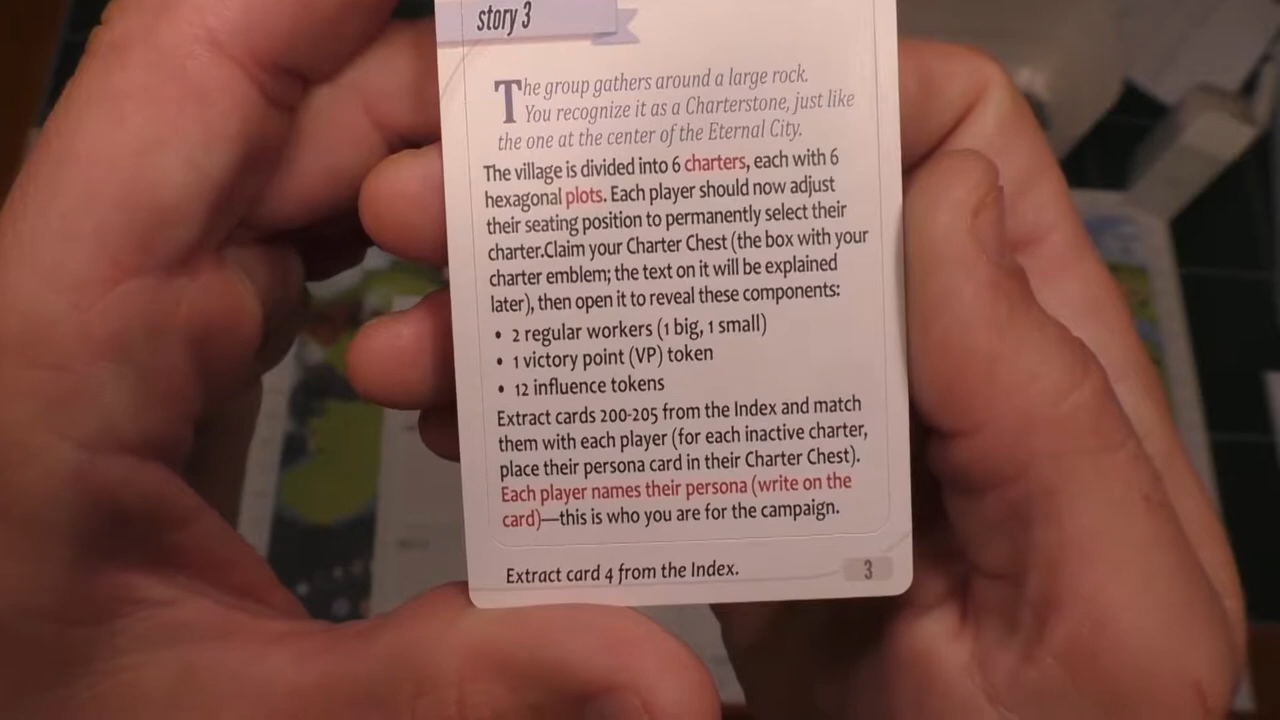 story 3
The group gathers around a large rock.
You recognize it as a Charterstone, just like
the one at the center of the Eternal City.
The village is divided into 6 charters, each with 6
hexagonal plots. Each player should now adjust
their seating position to permanently select their
charter.Claim your Charter Chest (the box with your
charter emblem; the text on it will be explained
later), then open it to reveal these components:
• 2 regular workers (1 big, 1 small)
• 1 victory point (VP) token
• 12 influence tokens
Extract cards 200-205 from the Index and match
them with each player (for each inactive charter,
place their persona card in their Charter Chest).
Each player names their persona (write on the
card)—this is who you are for the campaign.
Extract card 4 from the Index.
3